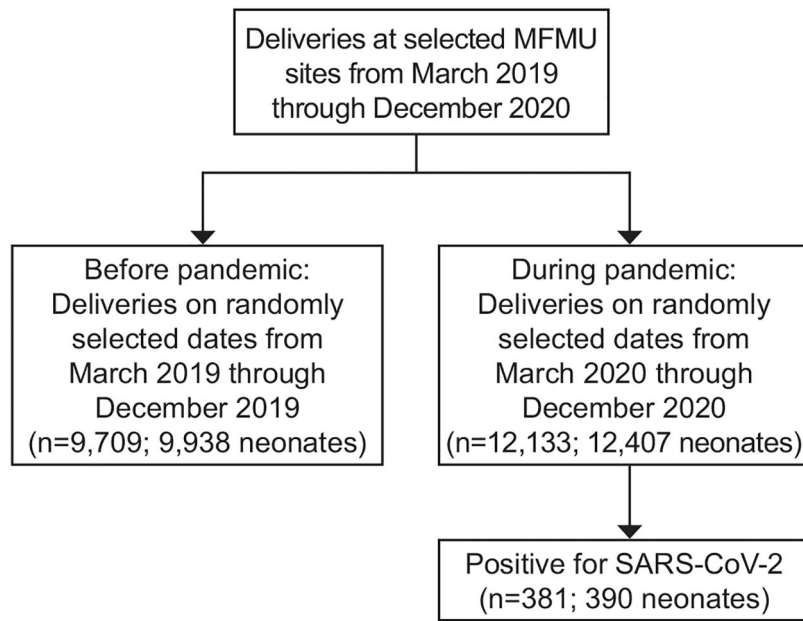 Deliveries at selected MFMU
sites from March 2019
through December 2020
Before pandemic:
Deliveries on randomly
selected dates from
March 2019 through
December 2019
(n=9,709; 9,938 neonates)
During pandemic:
Deliveries on randomly
selected dates from
March 2020 through
December 2020
(n=12,133; 12,407 neonates)
Positive for SARS-CoV-2
(n=381; 390 neonates)